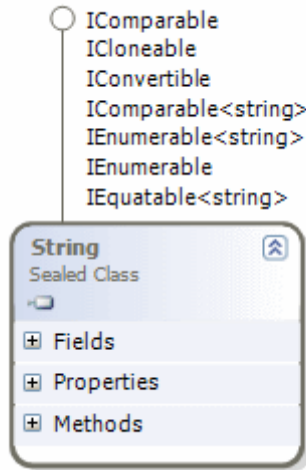 IComparable
ICloneable
IConvertible
IComparable<string>
IEnumerable<string>
IEnumerable
IEquatable<string>
String
Sealed Class
Fields
Properties
Methods